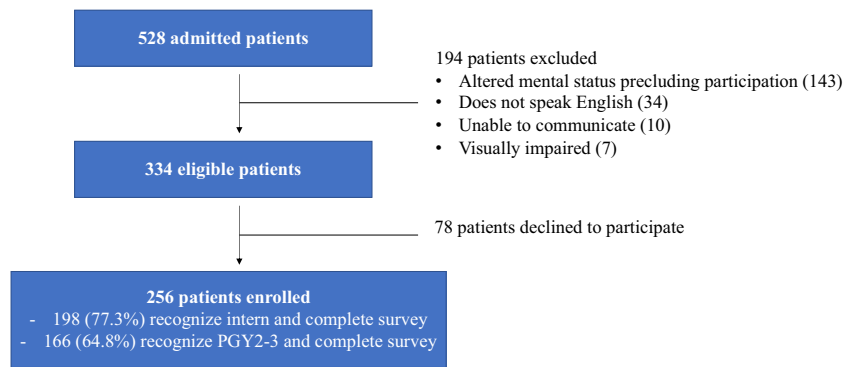 528 admitted patients
194 patients excluded
• Altered mental status precluding participation (143)
• Does not speak English (34)
• Unable to communicate (10)
• Visually impaired (7)
334 eligible patients
78 patients declined to participate
256 patients enrolled
- 198 (77.3%) recognize intern and complete survey
- 166 (64.8%) recognize PGY2-3 and complete survey